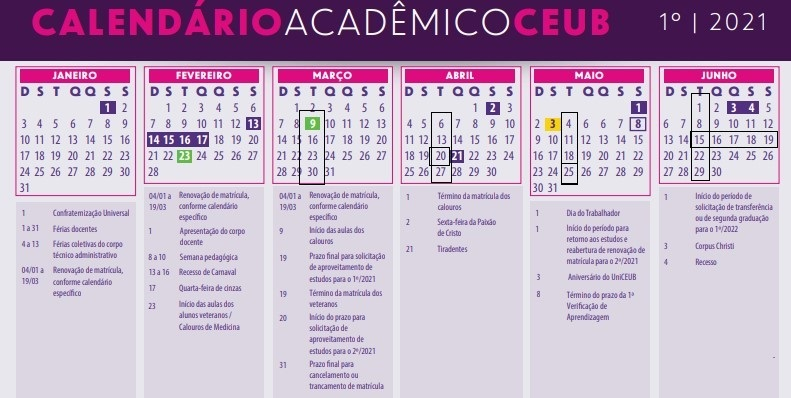 CALENDÁRIOACADÊMICOCEUB 1º | 2021
JANEIRO
D S T Q Q S S
1 2
3 4 5 6 7 8 9
10 11 12 13 14 15 16
17 18 19 20 21 22 23
24 25 26 27 28 29 30
31
1 Confratemização Universal
1 a 31 Férias docentes
4 a 13 Férias coletivas do corpo
técnico administrativo
04/01 a Renovação de matrícula,
19/03 conforme calendário
específico
FEVEREIRO
D S T Q Q S S
1 2 3 4 5 6
7 8 9 10 11 12 13
14 15 16 17 18 19 20
21 22 23 24 25 26 27
28
04/01 a Renovação de matrícula,
19/03 conforme calendário
específico
1 Apresentação do corpo
docente
8 a 10 Semana pedagógica
13 a 16 Recesso de Carnaval
17 Quarta-feira de cinzas
23 Início das aulas dos
alunos veteranos /
Calouros de Medicina
MARÇO
D S T Q Q S S
1 2 3 4 5 6
7 8 9 10 11 12 13
14 15 16 17 18 19 20
21 22 23 24 25 26 27
28 29 30 31
04/01 a Renovação de matrícula,
19/03 conforme calendário
específico
9 Início das aulas dos
calouros
19 Prazo final para solicitação
de aproveitamento de
estudos para o 1º/2021
19 Término da matrícula dos
veteranos
20 Início do prazo para
solicitação de
aproveitamento de
estudos para o 2º/2021
31 Prazo final para
cancelamento ou
trancamento de matrícula
ABRIL
D S T Q Q S S
1 2 3
4 5 6 7 8 9 10
11 12 13 14 15 16 17
18 19 20 21 22 23 24
25 26 27 28 29 30
1 Término da matrícula dos
calouros
2 Sexta-feira da Paixão
de Cristo
21 Tiradentes
MAIO
D S T Q Q S S
1
2 3 4 5 6 7 8
9 10 11 12 13 14 15
16 17 18 19 20 21 22
23 24 25 26 27 28 29
30 31
1 Dia do Trabalhador
1 Início do período para
retorno aos estudos e
reabertura de renovação de
matrícula para o 2º/2021
3 Aniversário do UniCEUB
8 Término do prazo da 1ª
Verificação de
Aprendizagem
JUNHO
D S T Q Q S S
1 2 3 4 5
6 7 8 9 10 11 12
13 14 15 16 17 18 19
20 21 22 23 24 25 26
27 28 29 30
1 Início do período de
solicitação de transferência
ou de segunda graduação
para o 1º/2022
3 Corpus Christi
4 Recesso